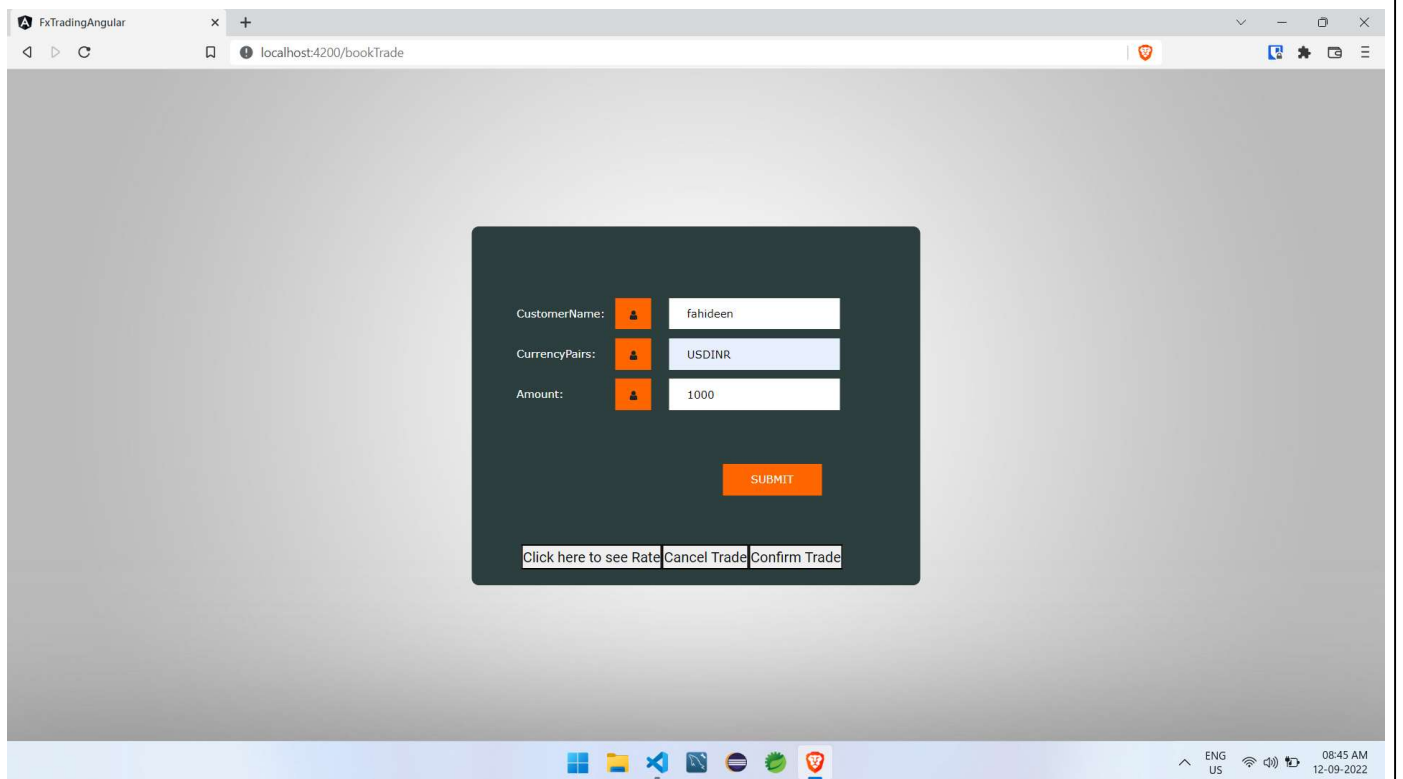 FxTradingAngular
localhost:4200/bookTrade
CustomerName: fahideen
CurrencyPairs: USDINR
Amount: 1000
SUBMIT
Click here to see Rate Cancel Trade Confirm Trade
ENG 08:45 AM
US 12-09-2022